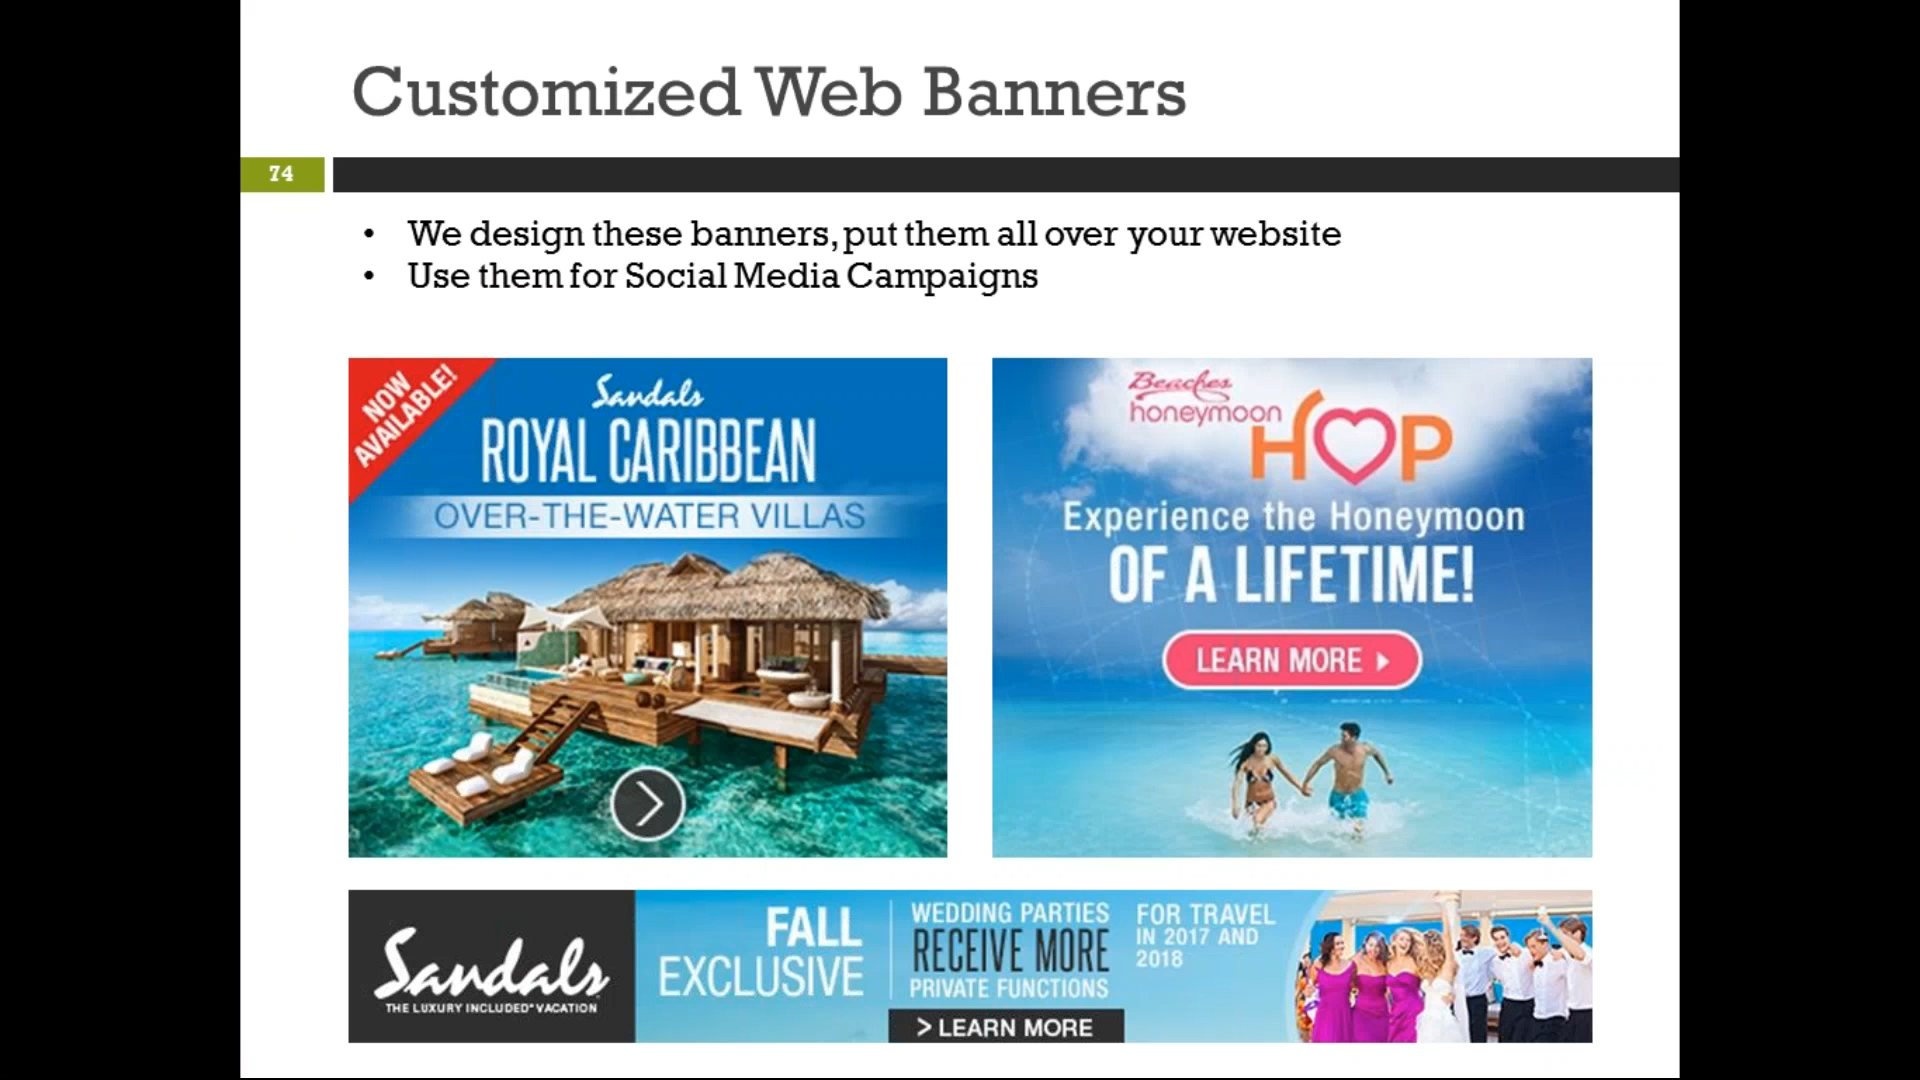 Customized Web Banners
74
• We design these banners, put them all over your website
• Use them for Social Media Campaigns
NOW
AVAILABLE!
Sandals
ROYAL CARIBBEAN
OVER-THE-WATER VILLAS
Beaches
honeymoon
HOP
Experience the Honeymoon
OF A LIFETIME!
LEARN MORE
Sandals
THE LUXURY INCLUDED® VACATION
FALL
EXCLUSIVE
WEDDING PARTIES
RECEIVE MORE
PRIVATE FUNCTIONS
> LEARN MORE
FOR TRAVEL
IN 2017 AND
2018